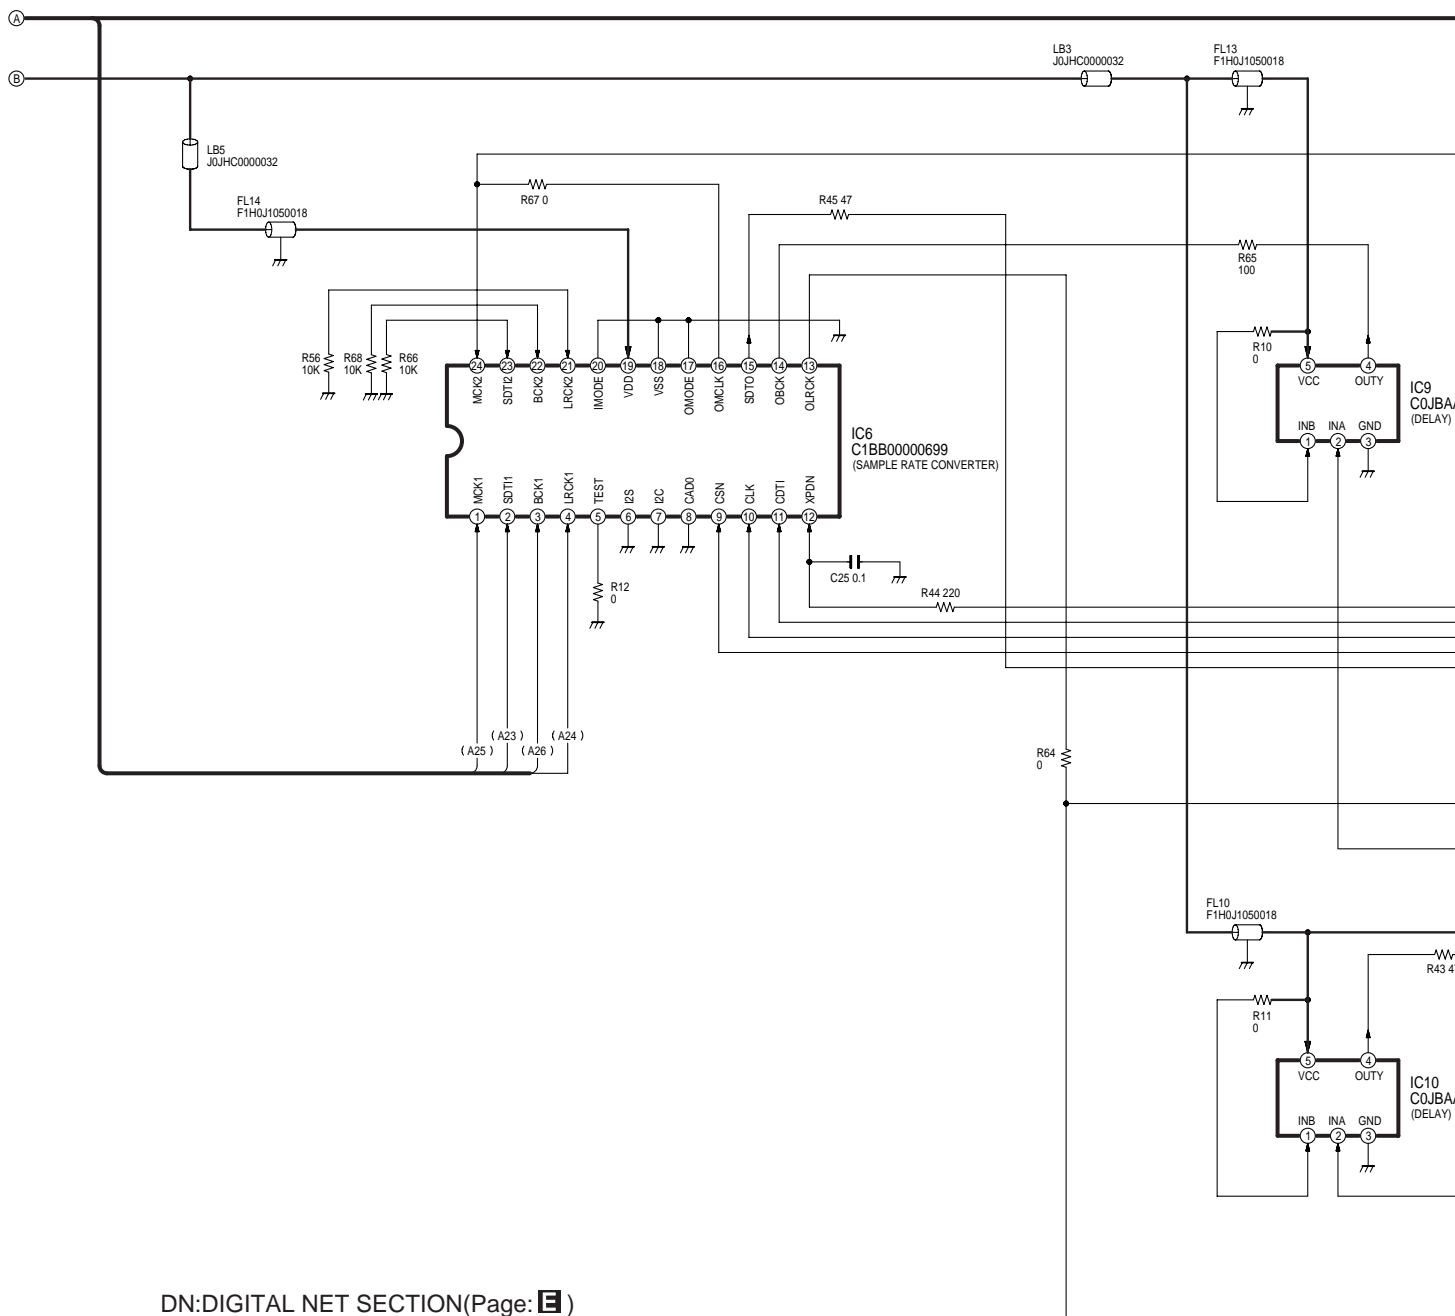 A
B
LB3
J0JHC0000032
FL13
F1H0J1050018
LB5
J0JHC0000032
R67 0
R45 47
FL14
F1H0J1050018
R65
100
R10
0
R56
10K
R68
10K
R66
10K
24 23 22 21 20 19 18 17 16 15 14 13
MCK2 SDTI2 BCK2 LRCK2 IMODE VDD VSS OMODE OMCLK SDTO OBCK OLRCK
IC6
C1BB00000699
(SAMPLE RATE CONVERTER)
MCK1 SDTI1 BCK1 LRCK1 TEST I2S I2C CAD0 CSN CLK CDTI XPDN
1 2 3 4 5 6 7 8 9 10 11 12
5 4
VCC OUTY
IC9
(DELAY)
INB INA GND
1 2 3
R12
0
C25 0.1
R44 220
(A25) (A23) (A26) (A24)
R64
0
FL10
F1H0J1050018
R43
R11
0
5 4
VCC OUTY
IC10
(DELAY)
INB INA GND
1 2 3
DN:DIGITAL NET SECTION(Page: E )